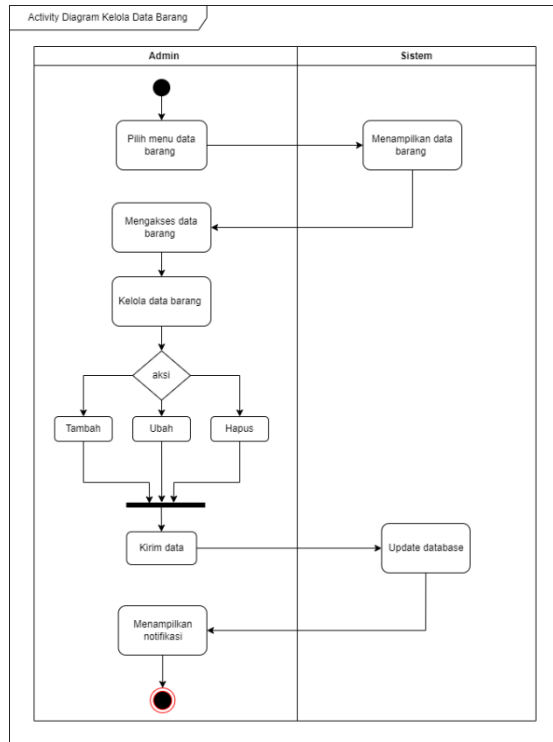 Activity Diagram Kelola Data Barang
Admin
Sistem
Pilih menu data
barang
Menampilkan data
barang
Mengakses data
barang
Kelola data barang
aksi
Tambah
Ubah
Hapus
Kirim data
Update database
Menampilkan
notifikasi